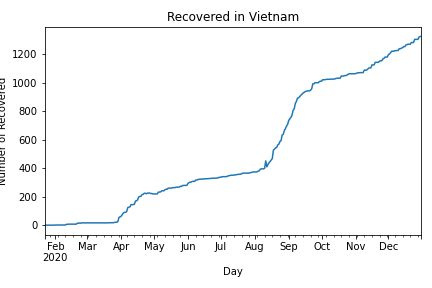 Recovered in Vietnam
Number of Recovered
1200
1000
800
600
400
200
0
Feb Mar Apr May Jun Jul Aug Sep Oct Nov Dec
2020
Day